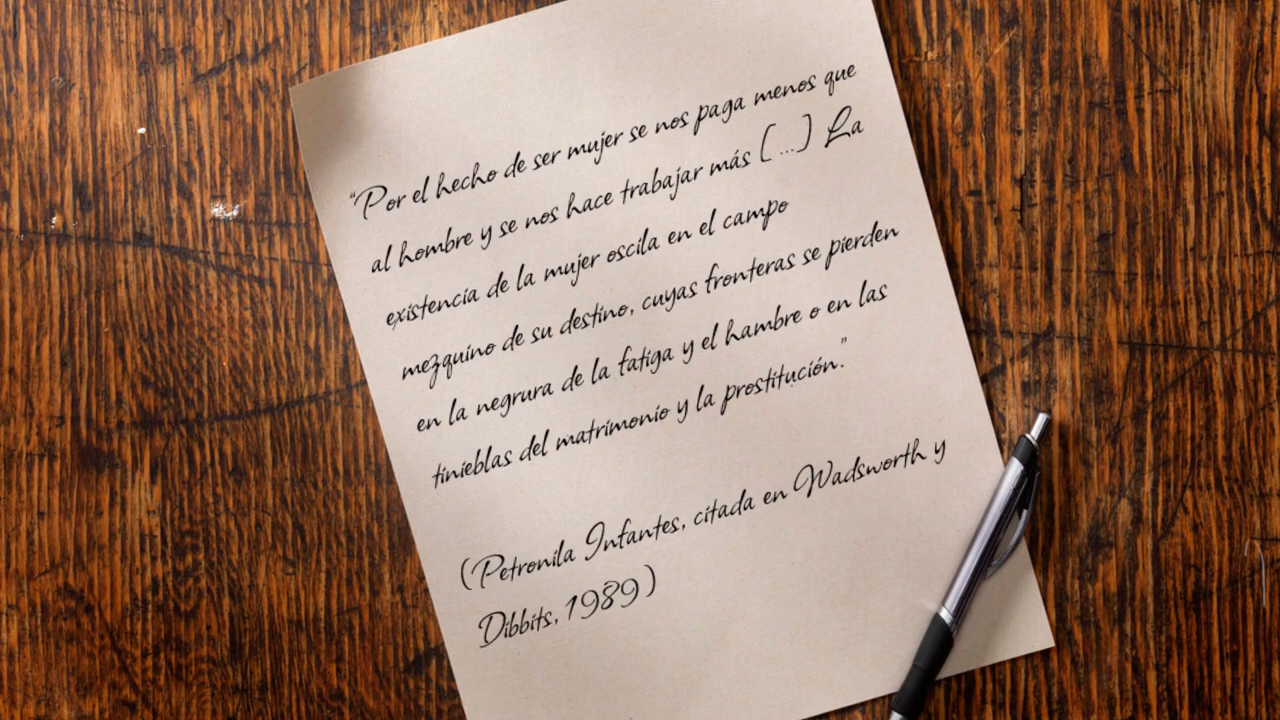 “Por el hecho de ser mujer se nos paga menos que
al hombre y se nos hace trabajar más [...] La
existencia de la mujer oscila en el campo
mezquino de su destino, cuyas fronteras se pierden
en la negrura de la fatiga y el hambre o en las
tinieblas del matrimonio y la prostitución.”
(Petronila Infantes, citada en Wadsworth y
Dibbits, 1989)